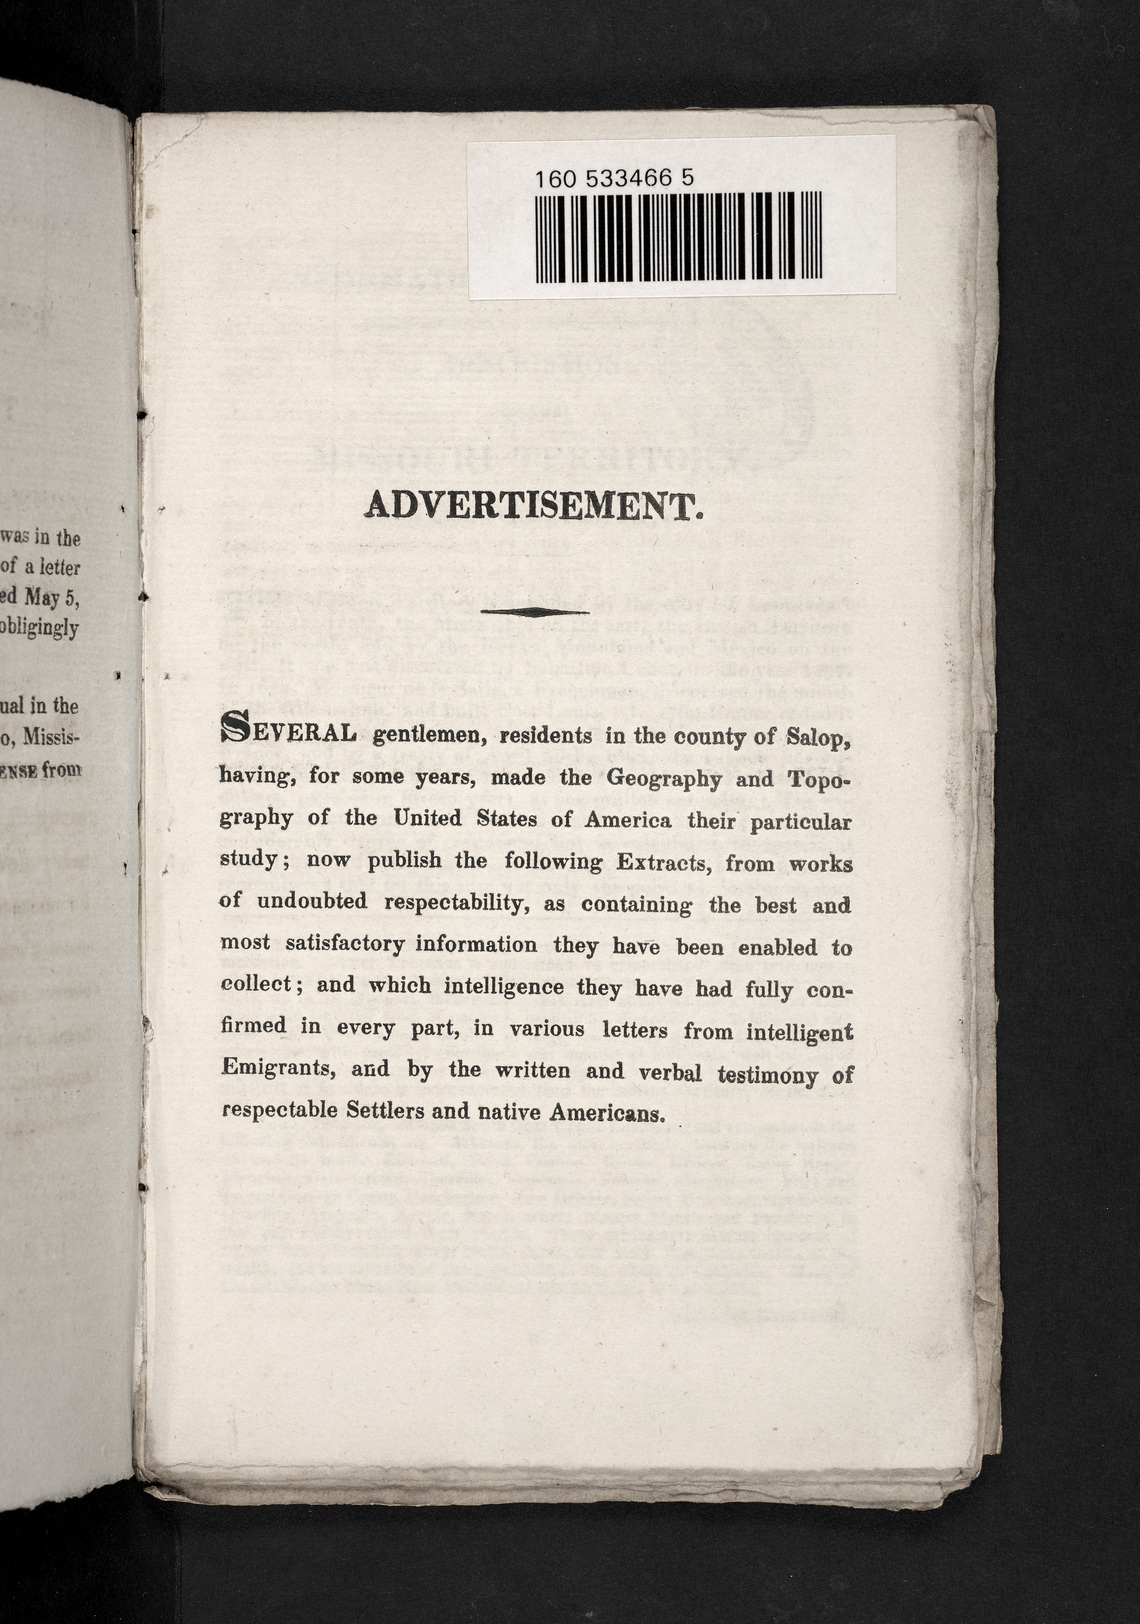 was in the
of a letter
ed May 5,
obligingly
ual in the
o, Missis-
ENSE from
160 533466 5
ADVERTISEMENT.
SEVERAL gentlemen, residents in the county of Salop,
having, for some years, made the Geography and Topo-
graphy of the United States of America their particular
study; now publish the following Extracts, from works
of undoubted respectability, as containing the best and
most satisfactory information they have been enabled to
collect; and which intelligence they have had fully con-
firmed in every part, in various letters from intelligent
Emigrants, and by the written and verbal testimony of
respectable Settlers and native Americans.